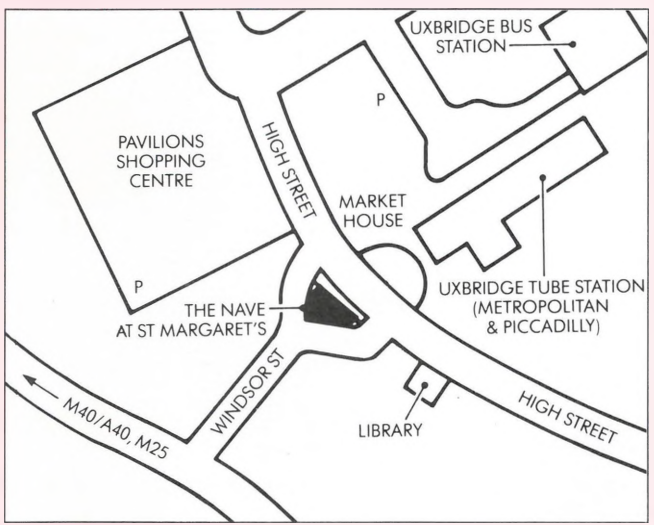 UXBRIDGE BUS
STATION
P
PAVILIONS
SHOPPING
CENTRE
HIGH STREET
MARKET
HOUSE
P
UXBRIDGE TUBE STATION
(METROPOLITAN
& PICCADILLY)
THE NAVE
AT ST MARGARET'S
WINDSOR ST
M40/A40, M25
LIBRARY
HIGH STREET